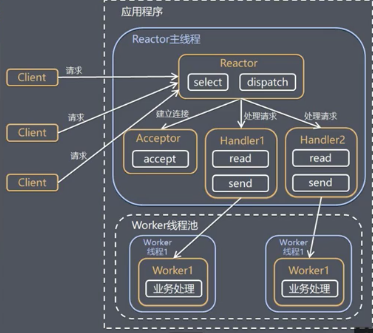 应用程序
Reactor主线程
Reactor
select
dispatch
Client
请求
Client
请求
Client
请求
建立连接
处理请求
处理请求
Acceptor
accept
Handler1
read
send
Handler2
read
send
Worker线程池
Worker
线程1
Worker1
业务处理
Worker
线程1
Worker1
业务处理